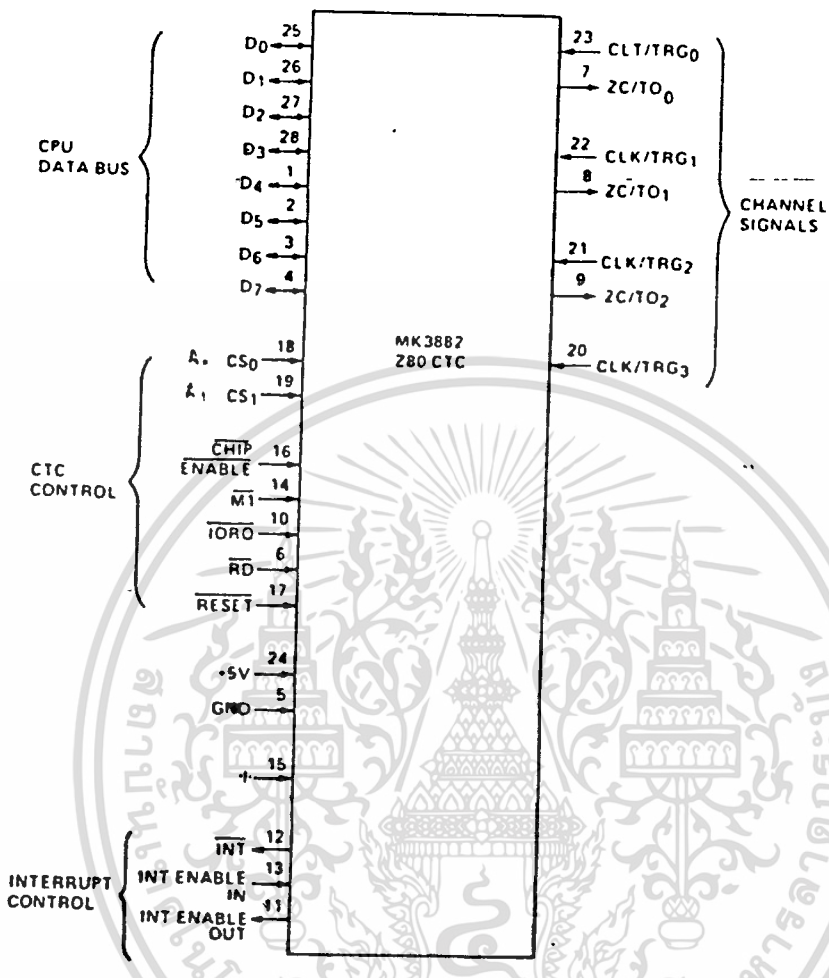 25
D0
26
D1
27
D2
28
D3
1
D4
2
D5
3
D6
4
D7
CPU
DATA BUS
18
A0 CS0
19
A1 CS1
16
CHIP
ENABLE
14
M1
10
IORQ
6
RD
17
RESET
CTC
CONTROL
24
+5V
5
GND
15
12
INT
13
INT ENABLE
IN
11
INT ENABLE
OUT
INTERRUPT
CONTROL
MK3882
Z80 CTC
23
CLT/TRG0
7
ZC/TO0
22
CLK/TRG1
8
ZC/TO1
21
CLK/TRG2
9
ZC/TO2
20
CLK/TRG3
CHANNEL
SIGNALS